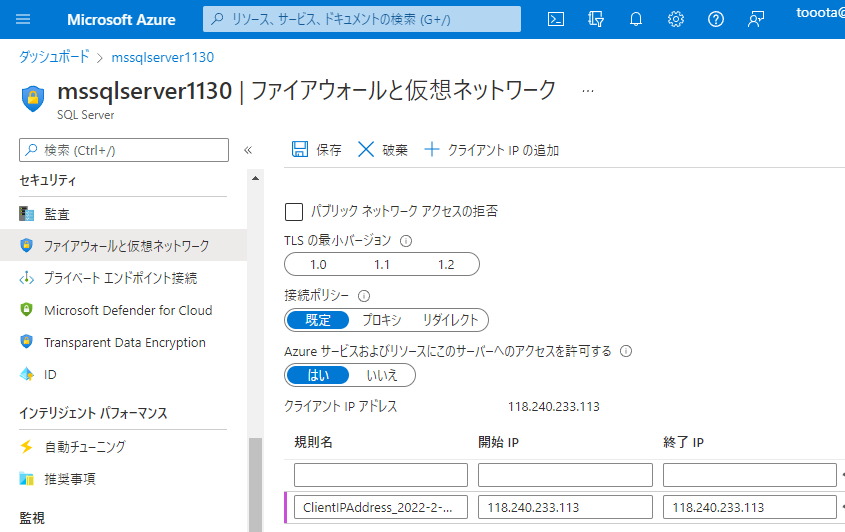 Microsoft Azure
リソース、サービス、ドキュメントの検索 (G+/)
tooota@
ダッシュボード > mssqlserver1130
mssqlserver1130 | ファイアウォールと仮想ネットワーク ...
SQL Server
検索 (Ctrl+/)
«
保存
破棄
クライアント IP の追加
セキュリティ
監査
ファイアウォールと仮想ネットワーク
プライベート エンドポイント接続
Microsoft Defender for Cloud
Transparent Data Encryption
ID
インテリジェント パフォーマンス
自動チューニング
推奨事項
監視
パブリック ネットワーク アクセスの拒否
TLS の最小バージョン
1.0 1.1 1.2
接続ポリシー
既定 プロキシ リダイレクト
Azure サービスおよびリソースにこのサーバーへのアクセスを許可する
はい いいえ
クライアント IP アドレス 118.240.233.113
規則名 開始 IP 終了 IP
ClientIPAddress_2022-2-... 118.240.233.113 118.240.233.113